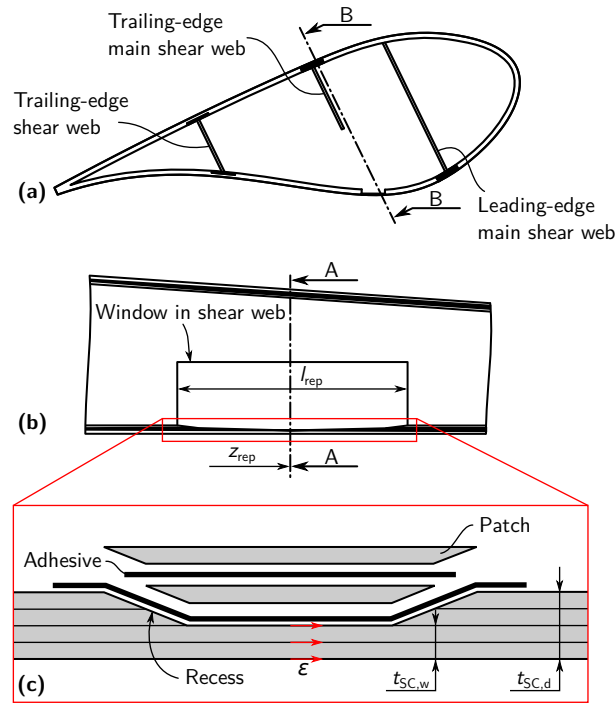 Trailing-edge
main shear web
B
Trailing-edge
shear web
(a)
B
Leading-edge
main shear web
A
Window in shear web
l_rep
(b)
z_rep
A
Patch
Adhesive
ε
Recess
t_SC,w
t_SC,d
(c)